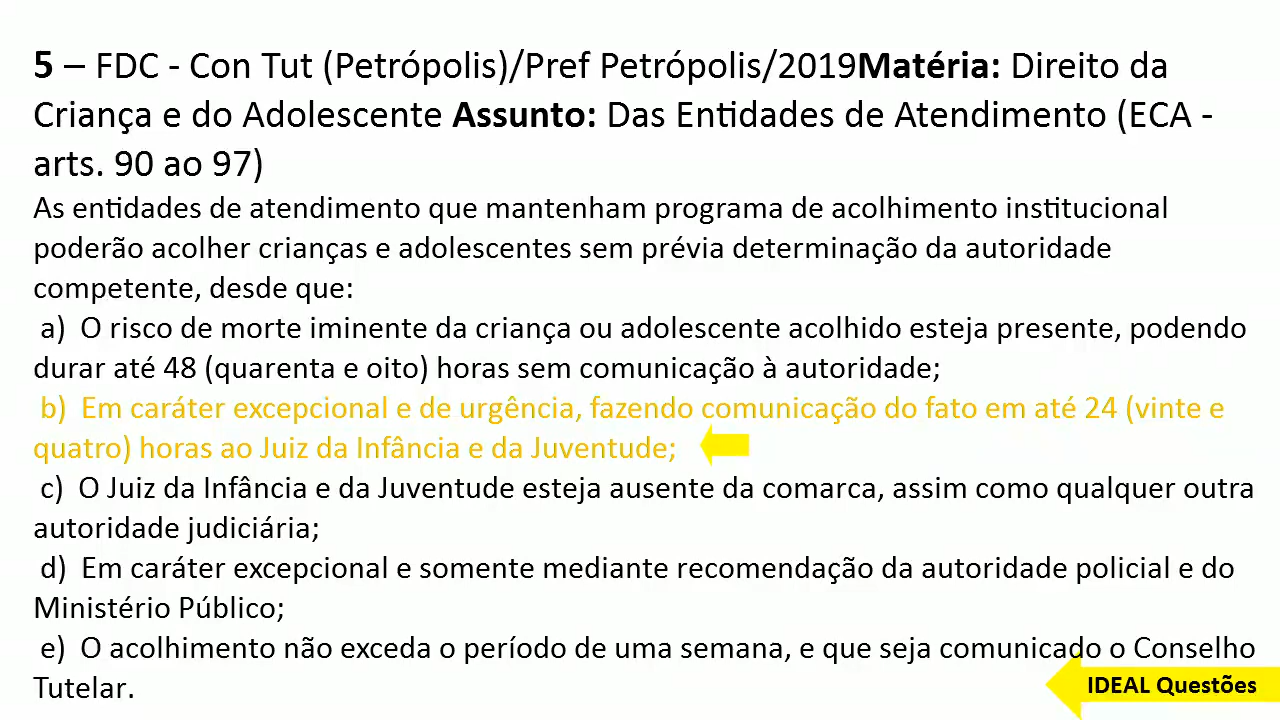 5 – FDC - Con Tut (Petrópolis)/Pref Petrópolis/2019Matéria: Direito da
Criança e do Adolescente Assunto: Das Entidades de Atendimento (ECA -
arts. 90 ao 97)
As entidades de atendimento que mantenham programa de acolhimento institucional
poderão acolher crianças e adolescentes sem prévia determinação da autoridade
competente, desde que:
a) O risco de morte iminente da criança ou adolescente acolhido esteja presente, podendo
durar até 48 (quarenta e oito) horas sem comunicação à autoridade;
b) Em caráter excepcional e de urgência, fazendo comunicação do fato em até 24 (vinte e
quatro) horas ao Juiz da Infância e da Juventude;
c) O Juiz da Infância e da Juventude esteja ausente da comarca, assim como qualquer outra
autoridade judiciária;
d) Em caráter excepcional e somente mediante recomendação da autoridade policial e do
Ministério Público;
e) O acolhimento não exceda o período de uma semana, e que seja comunicado o Conselho
Tutelar.
IDEAL Questões